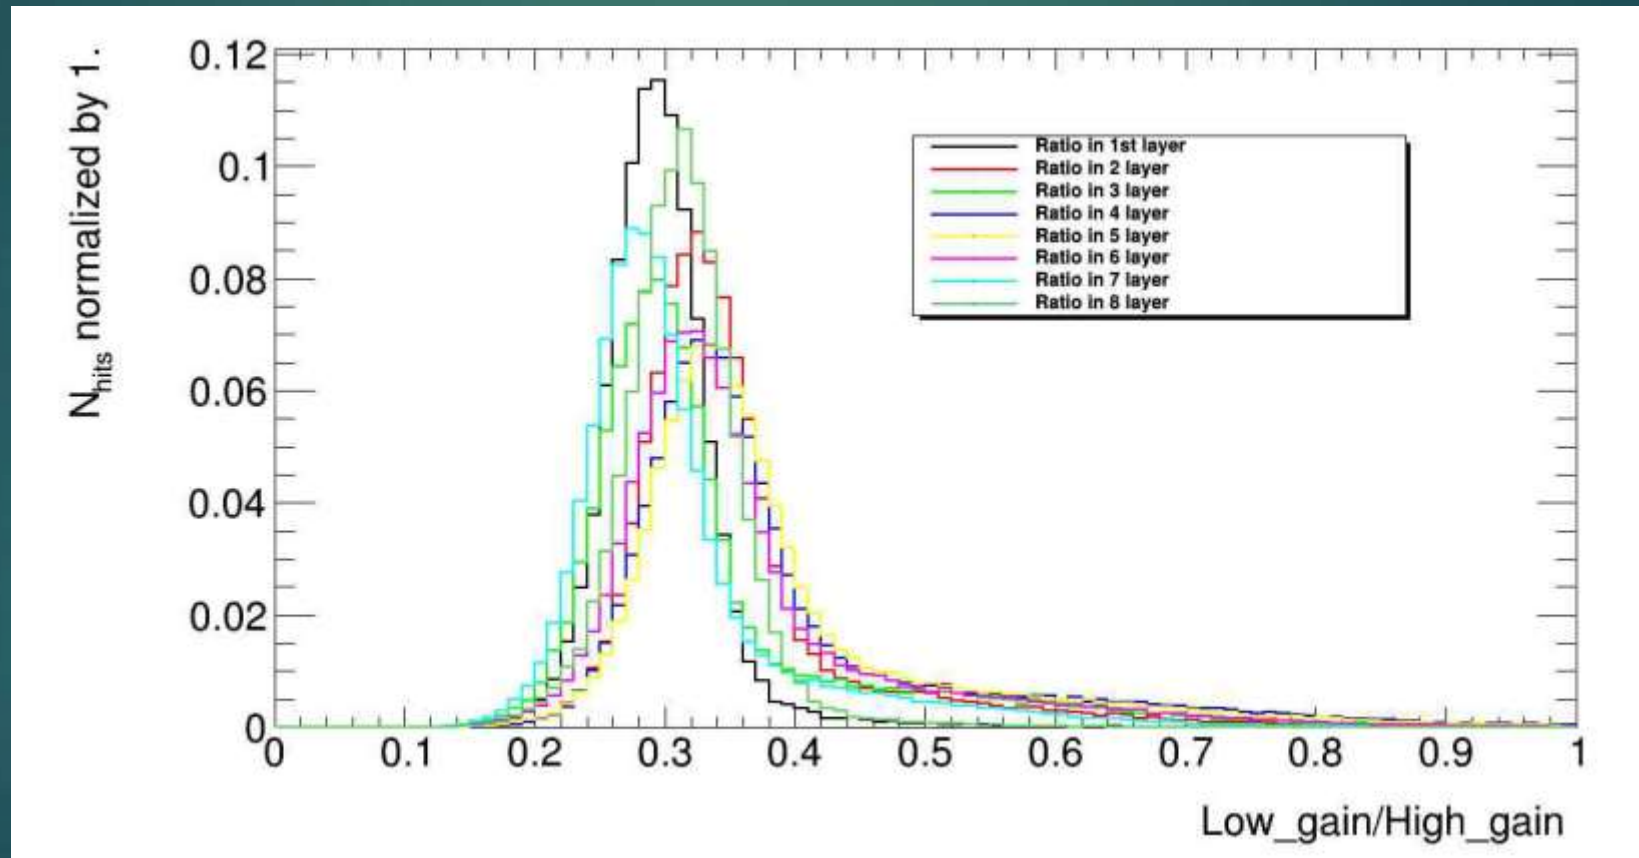 N_hits normalized by 1.
0.12
0.1
0.08
0.06
0.04
0.02
0
Ratio in 1st layer
Ratio in 2 layer
Ratio in 3 layer
Ratio in 4 layer
Ratio in 5 layer
Ratio in 6 layer
Ratio in 7 layer
Ratio in 8 layer
0 0.1 0.2 0.3 0.4 0.5 0.6 0.7 0.8 0.9 1
Low_gain/High_gain